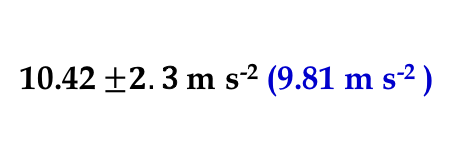 10.42 ±2. 3 m s⁻² (9.81 m s⁻² )